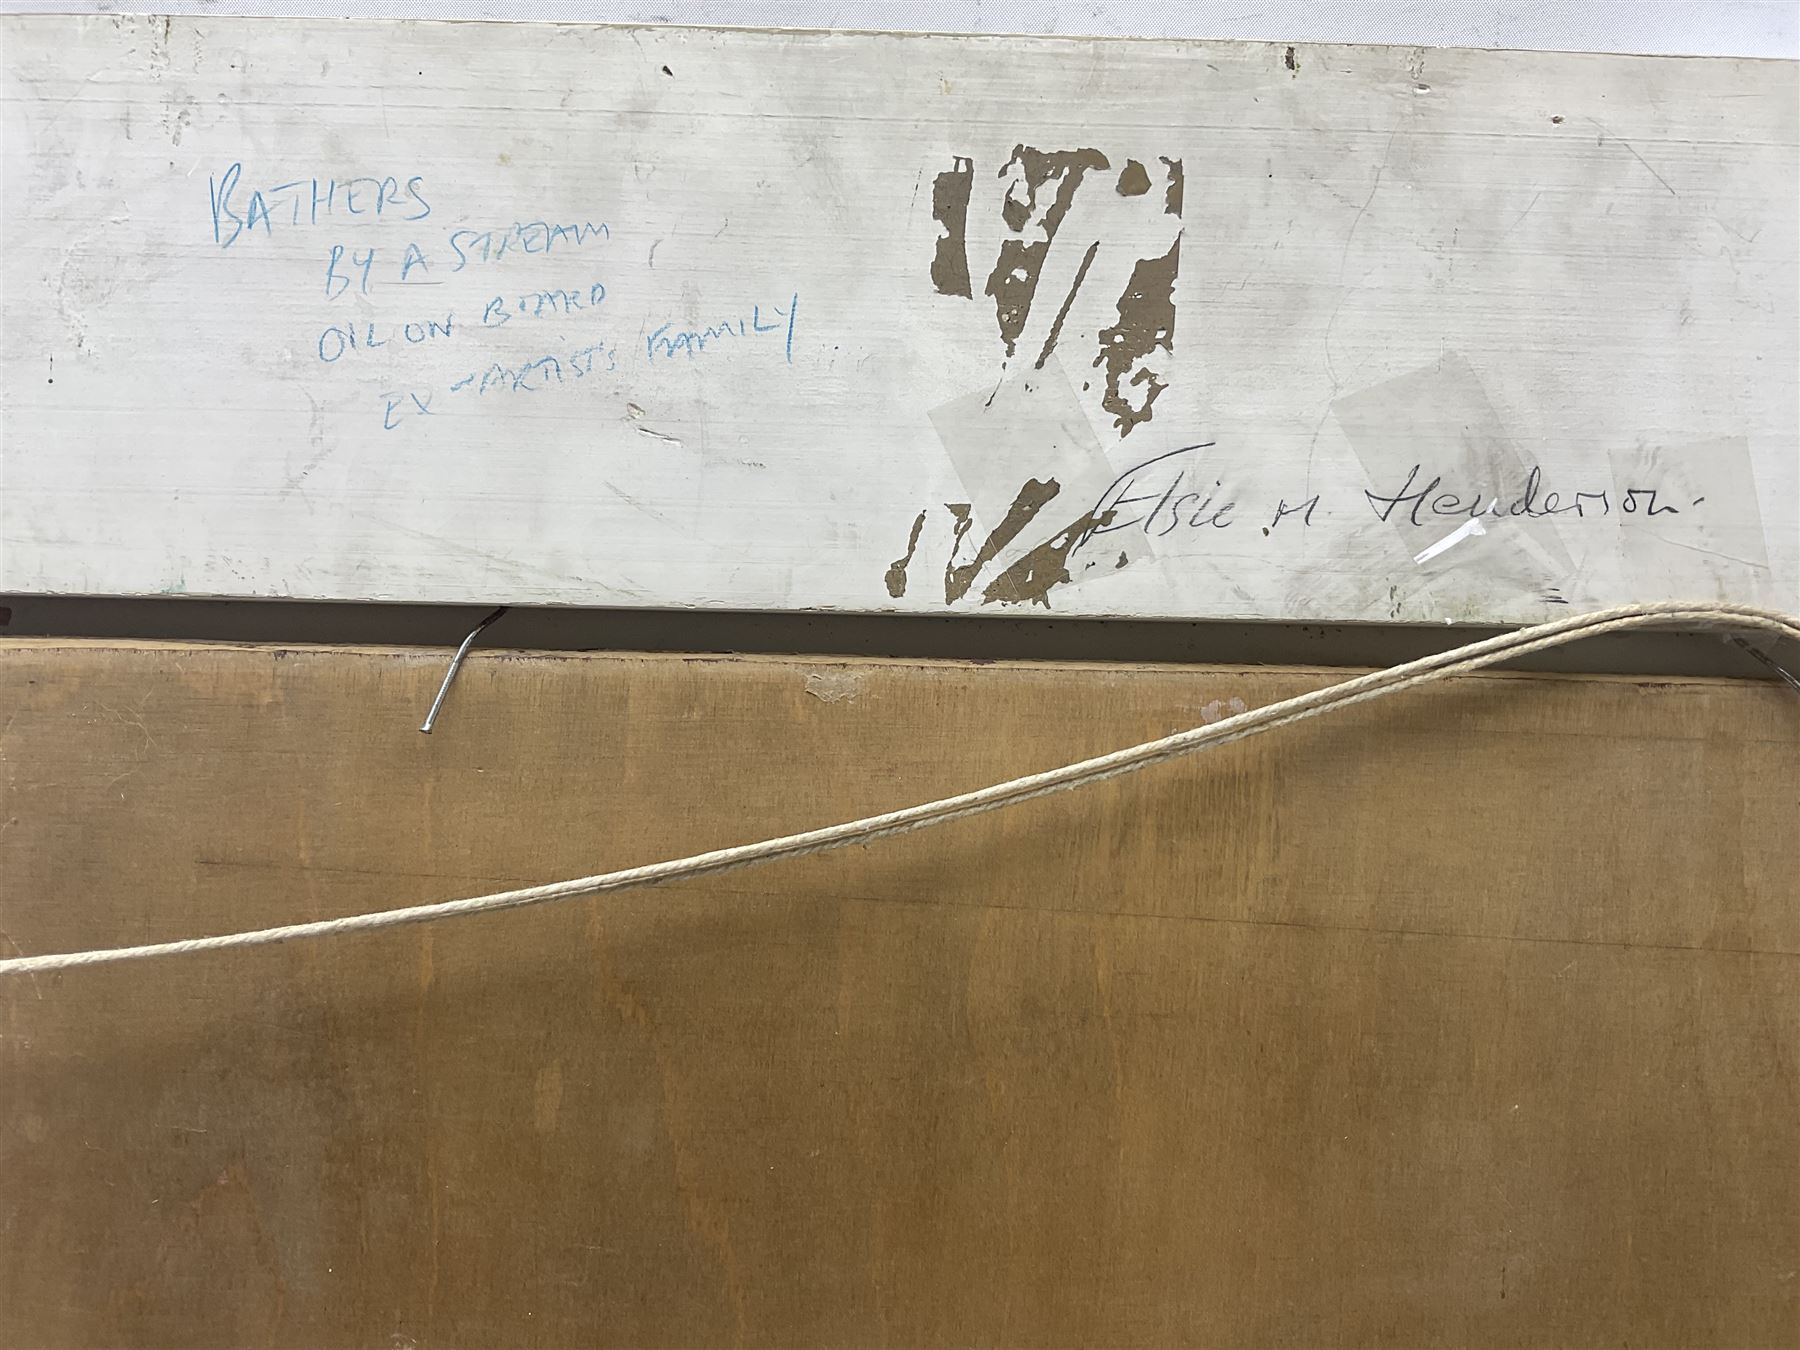 BATHERS
BY A STREAM
OIL ON BOARD
EX-ARTIST'S FAMILY
Elsie M. Henderson.